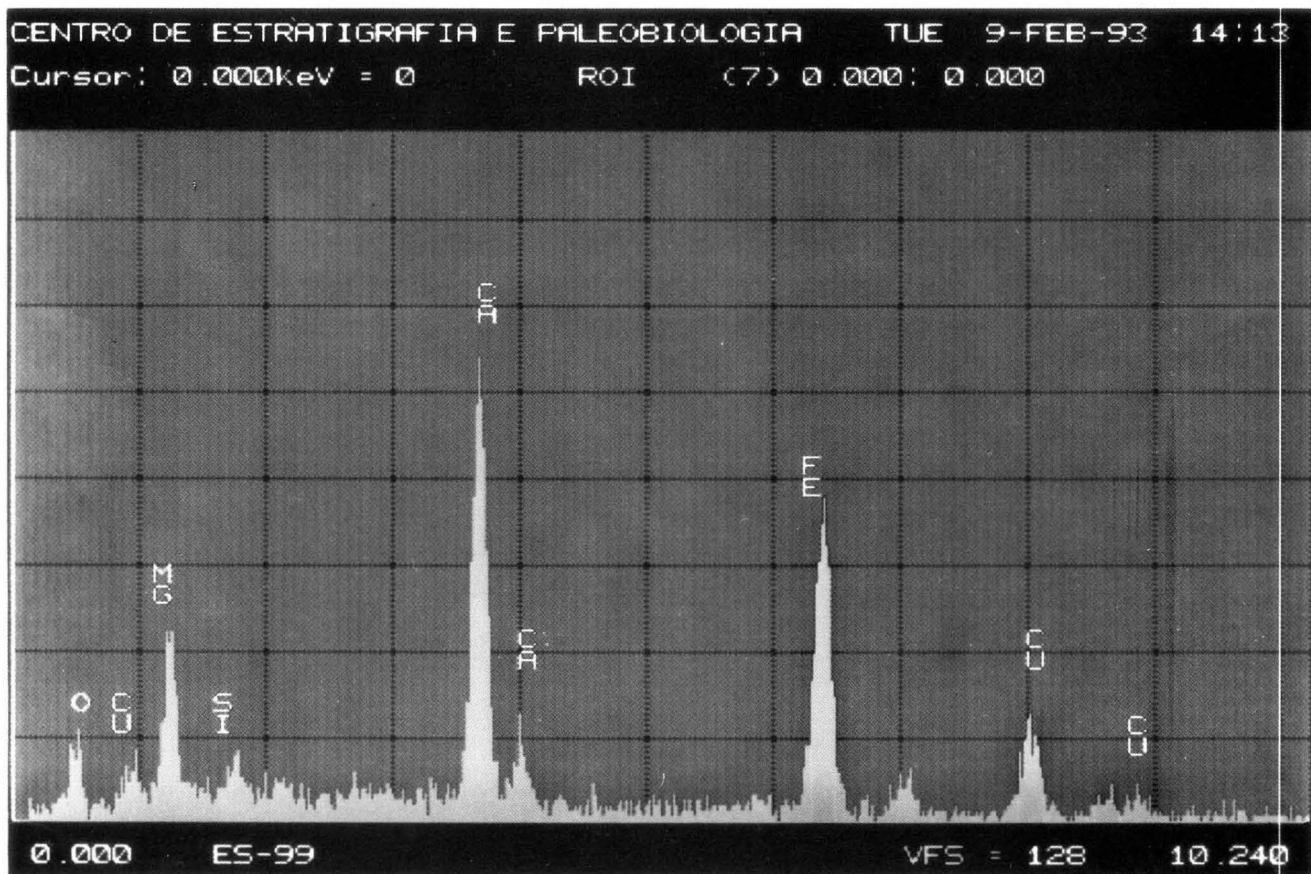 CENTRO DE ESTRATIGRAFIA E PALEOBIOLOGIA TUE 9-FEB-93 14:13
Cursor: 0.000keV = 0 ROI (7) 0.000: 0.000
CA
FE
MG
CA
CU
O
CU
SI
CU
0.000 ES-99 VFS = 128 10.240